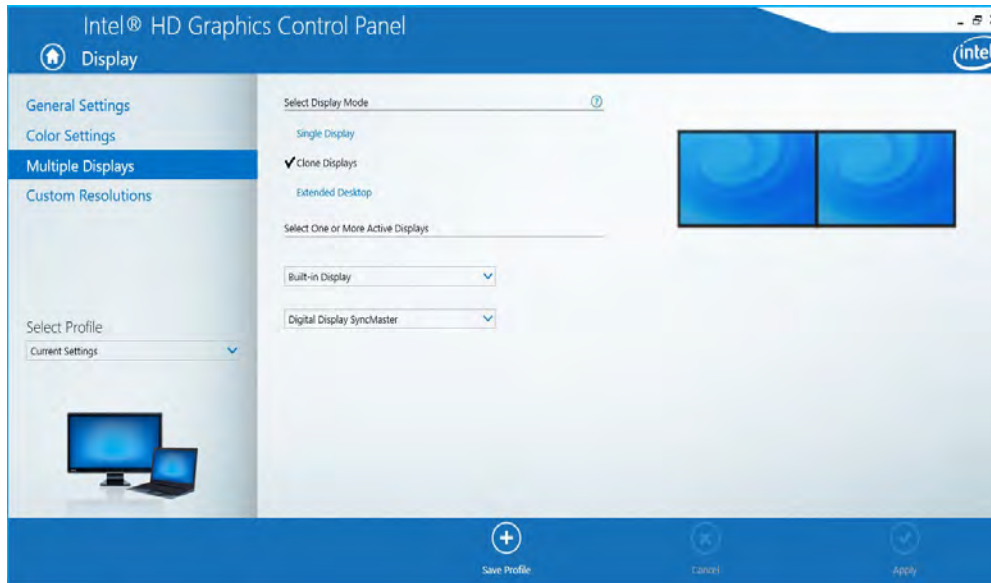 Intel® HD Graphics Control Panel
Display
General Settings
Color Settings
Multiple Displays
Custom Resolutions
Select Profile
Current Settings
Select Display Mode
Single Display
Clone Displays
Extended Desktop
Select One or More Active Displays
Built-in Display
Digital Display SyncMaster
Save Profile
Cancel
Apply